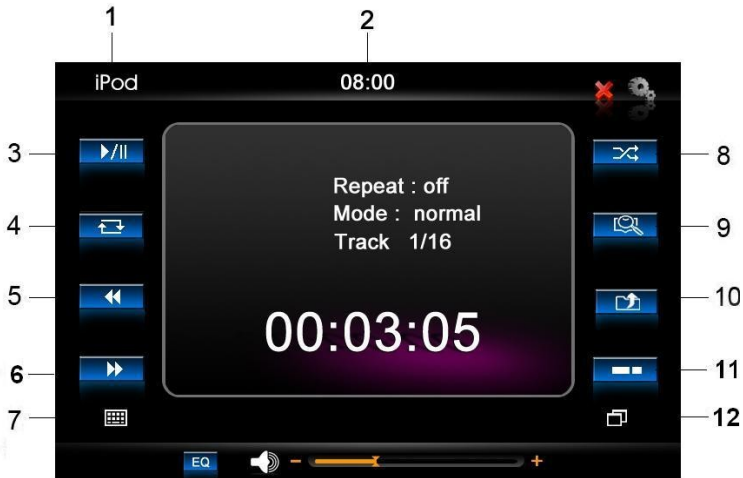 1 2
iPod 08:00
3 8
Repeat : off
Mode : normal
4 9
Track 1/16
5 10
00:03:05
6 11
7 12
EQ - +